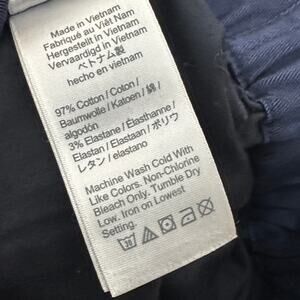 Made in Vietnam
Fabriqué au Viêt Nam
Hergestellt in Vietnam
Vervaardigd in Vietnam
ベトナム製
hecho en vietnam
97% Cotton / Coton /
Baumwolle / Katoen / 綿 /
algodón
3% Elastane / Élasthanne /
Elastan / Elastaan / ポリウ
レタン / elastano
Machine Wash Cold With
Like Colors. Non-Chlorine
Bleach Only. Tumble Dry
Low. Iron on Lowest
Setting.
30